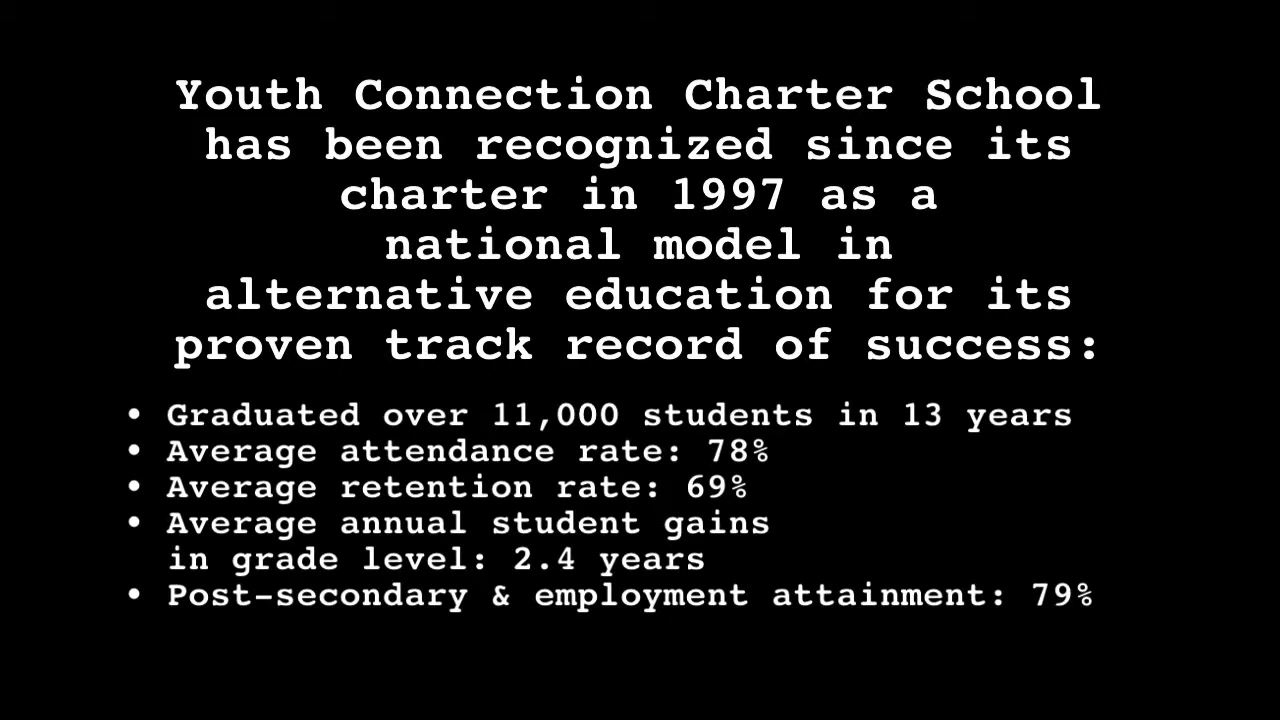 Youth Connection Charter School
has been recognized since its
charter in 1997 as a
national model in
alternative education for its
proven track record of success:
• Graduated over 11,000 students in 13 years
• Average attendance rate: 78%
• Average retention rate: 69%
• Average annual student gains
in grade level: 2.4 years
• Post-secondary & employment attainment: 79%